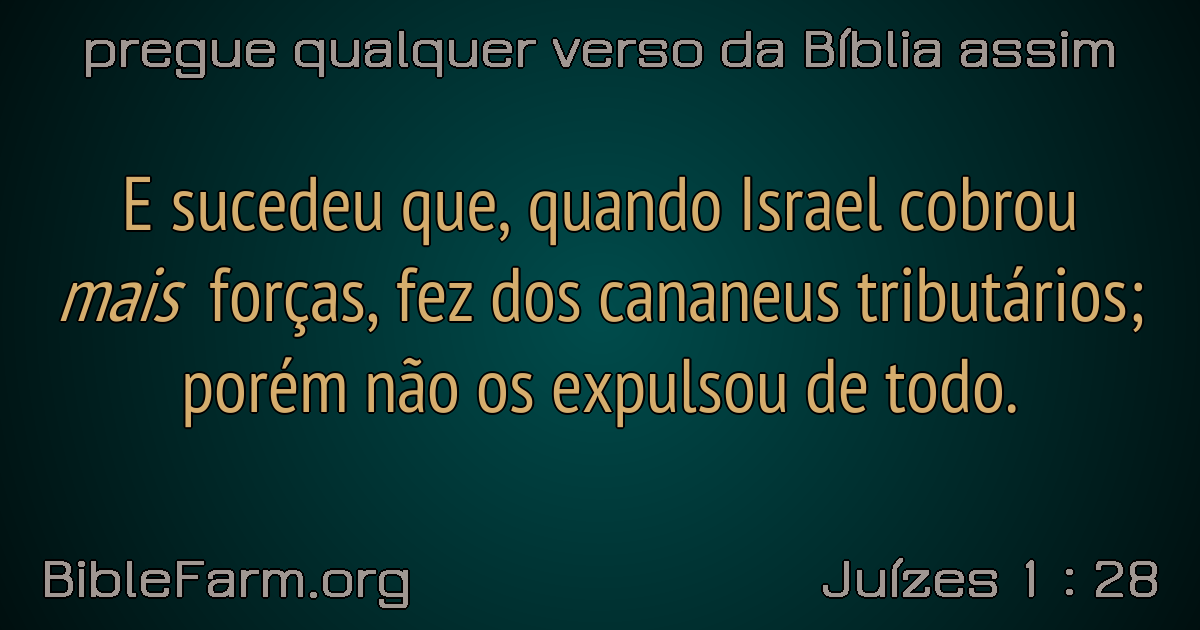 pregue qualquer verso da Bíblia assim
E sucedeu que, quando Israel cobrou
mais forças, fez dos cananeus tributários;
porém não os expulsou de todo.
BibleFarm.org
Juízes 1 : 28